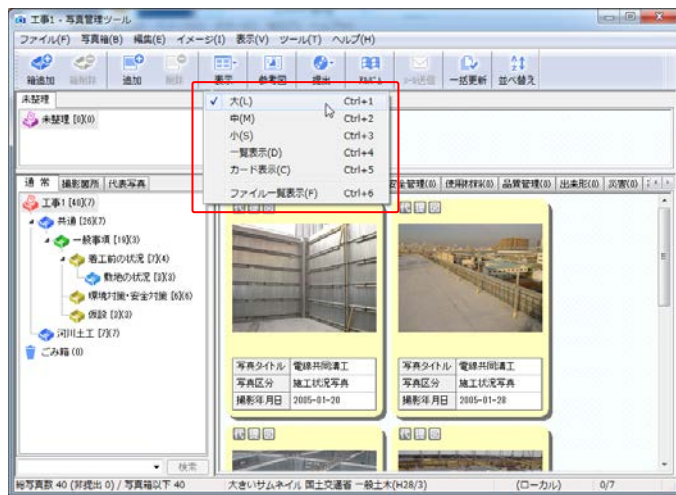 工事1 - 写真管理ツール
ファイル(F) 写真箱(B) 編集(E) イメージ(I) 表示(V) ツール(T) ヘルプ(H)
箱追加 箱削除 追加 削除 表示 参考図 提出 ｱﾙﾊﾞﾑ ﾒｰﾙ送信 一括更新 並べ替え
未整理
未整理 [0](0)
大(L) Ctrl+1
中(M) Ctrl+2
小(S) Ctrl+3
一覧表示(D) Ctrl+4
カード表示(C) Ctrl+5
ファイル一覧表示(F) Ctrl+6
通 常 撮影箇所 代表写真
安全管理(0) 使用材料(0) 品質管理(0) 出来形(0) 災害(0)
工事1 [40](7)
共通 [26](7)
一般事項 [19](3)
着工前の状況 [7](4)
敷地の状況 [3](3)
環境対策・安全対策 [6](6)
仮設 [3](3)
河川土工 [7](7)
ごみ箱 (0)
写真タイトル 電線共同溝工
写真区分 施工状況写真
撮影年月日 2005-01-20
写真タイトル 電線共同溝工
写真区分 施工状況写真
撮影年月日 2005-01-28
検索
総写真数 40 (非提出 0) / 写真箱以下 40 大きいサムネイル 国土交通省 一般土木(H28/3) (ローカル) 0/7